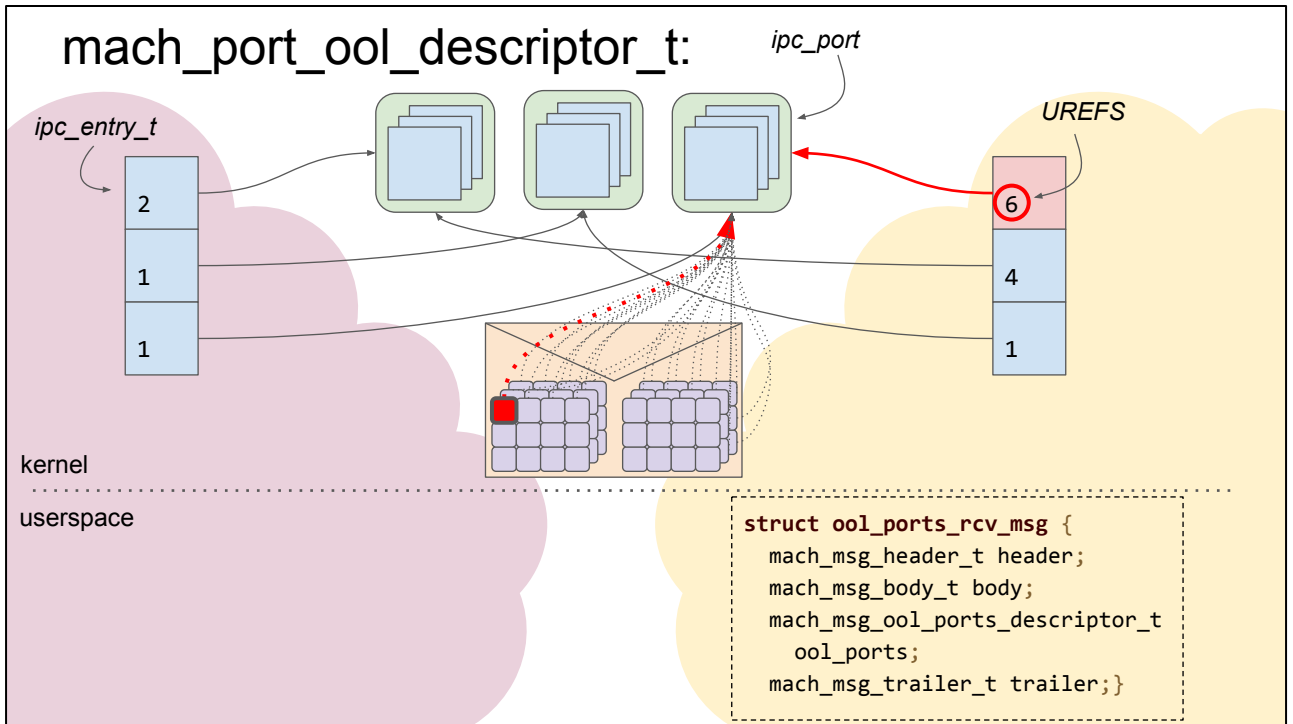 mach_port_ool_descriptor_t:
ipc_port
ipc_entry_t
UREFS
2
1
1
6
4
1
kernel
userspace
struct ool_ports_rcv_msg {
mach_msg_header_t header;
mach_msg_body_t body;
mach_msg_ool_ports_descriptor_t
ool_ports;
mach_msg_trailer_t trailer;}